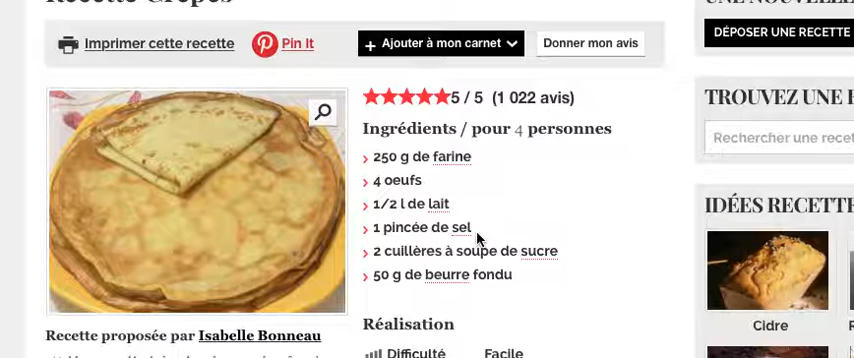 Recette Crêpes
Imprimer cette recette
Pin It
+ Ajouter à mon carnet
Donner mon avis
5 / 5 (1 022 avis)
Ingrédients / pour 4 personnes
250 g de farine
4 oeufs
1/2 l de lait
1 pincée de sel
2 cuillères à soupe de sucre
50 g de beurre fondu
Recette proposée par Isabelle Bonneau
Réalisation
Difficulté Facile
UNE NOUVELLE
DÉPOSER UNE RECETTE
TROUVEZ UNE
Rechercher une recette
IDÉES RECETTE
Cidre